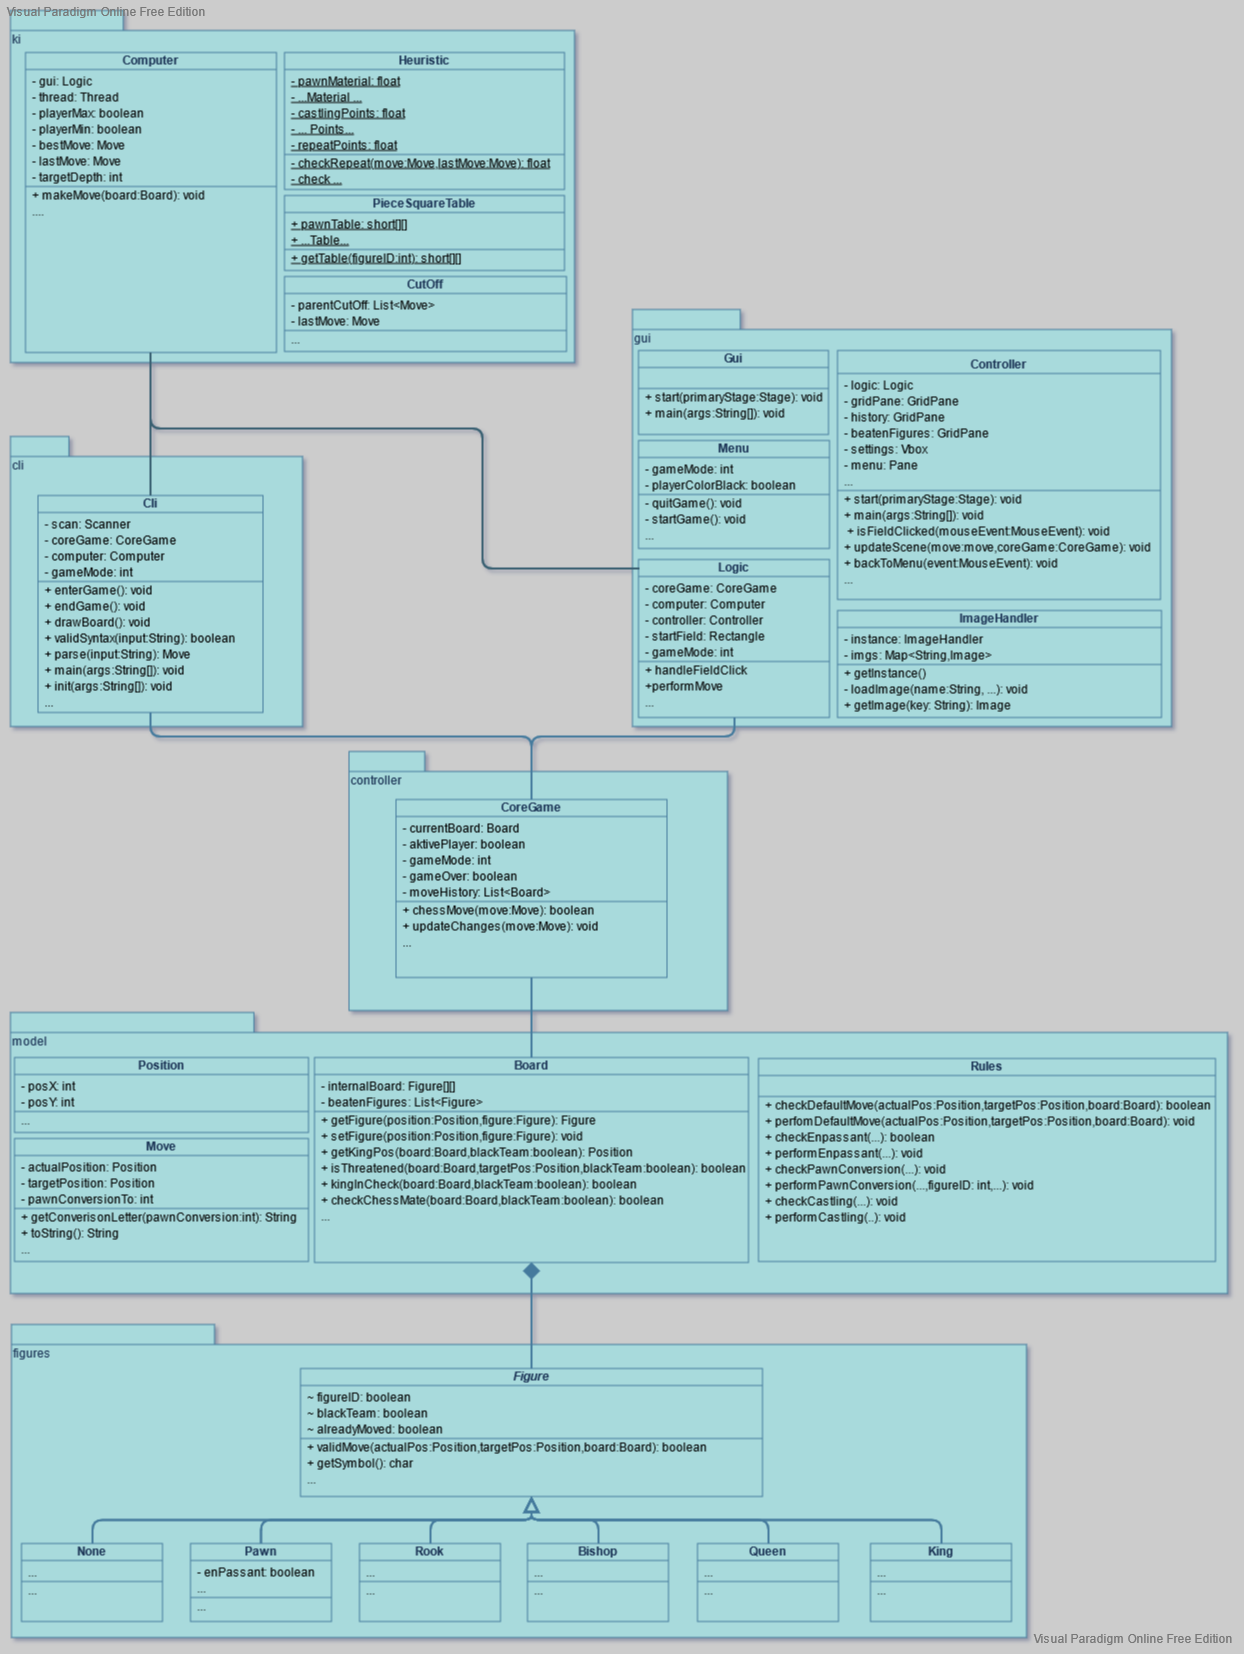 Visual Paradigm Online Free Edition
ki
Computer
- gui: Logic
- thread: Thread
- playerMax: boolean
- playerMin: boolean
- bestMove: Move
- lastMove: Move
- targetDepth: int
+ makeMove(board:Board): void
....
Heuristic
- pawnMaterial: float
- ...Material ...
- castlingPoints: float
- ... Points...
- repeatPoints: float
- checkRepeat(move:Move,lastMove:Move): float
- check ...
PieceSquareTable
+ pawnTable: short[][]
+ ...Table...
+ getTable(figureID:int): short[][]
CutOff
- parentCutOff: List<Move>
- lastMove: Move
...
gui
Gui
+ start(primaryStage:Stage): void
+ main(args:String[]): void
Menu
- gameMode: int
- playerColorBlack: boolean
- quitGame(): void
- startGame(): void
...
Logic
- coreGame: CoreGame
- computer: Computer
- controller: Controller
- startField: Rectangle
- gameMode: int
+ handleFieldClick
+performMove
...
Controller
- logic: Logic
- gridPane: GridPane
- history: GridPane
- beatenFigures: GridPane
- settings: Vbox
- menu: Pane
...
+ start(primaryStage:Stage): void
+ main(args:String[]): void
+ isFieldClicked(mouseEvent:MouseEvent): void
+ updateScene(move:move,coreGame:CoreGame): void
+ backToMenu(event:MouseEvent): void
...
ImageHandler
- instance: ImageHandler
- imgs: Map<String,Image>
+ getInstance()
- loadImage(name:String, ...): void
+ getImage(key: String): Image
cli
Cli
- scan: Scanner
- coreGame: CoreGame
- computer: Computer
- gameMode: int
+ enterGame(): void
+ endGame(): void
+ drawBoard(): void
+ validSyntax(input:String): boolean
+ parse(input:String): Move
+ main(args:String[]): void
+ init(args:String[]): void
...
controller
CoreGame
- currentBoard: Board
- aktivePlayer: boolean
- gameMode: int
- gameOver: boolean
- moveHistory: List<Board>
+ chessMove(move:Move): boolean
+ updateChanges(move:Move): void
...
model
Position
- posX: int
- posY: int
...
Move
- actualPosition: Position
- targetPosition: Position
- pawnConversionTo: int
+ getConverisonLetter(pawnConversion:int): String
+ toString(): String
...
Board
- internalBoard: Figure[][]
- beatenFigures: List<Figure>
+ getFigure(position:Position,figure:Figure): Figure
+ setFigure(position:Position,figure:Figure): void
+ getKingPos(board:Board,blackTeam:boolean): Position
+ isThreatened(board:Board,targetPos:Position,blackTeam:boolean): boolean
+ kingInCheck(board:Board,blackTeam:boolean): boolean
+ checkChessMate(board:Board,blackTeam:boolean): boolean
...
Rules
+ checkDefaultMove(actualPos:Position,targetPos:Position,board:Board): boolean
+ perfomDefaultMove(actualPos:Position,targetPos:Position,board:Board): void
+ checkEnpassant(...): boolean
+ performEnpassant(...): void
+ checkPawnConversion(...): void
+ performPawnConversion(...,figureID: int,...): void
+ checkCastling(...): void
+ performCastling(..): void
figures
Figure
~ figureID: boolean
~ blackTeam: boolean
~ alreadyMoved: boolean
+ validMove(actualPos:Position,targetPos:Position,board:Board): boolean
+ getSymbol(): char
...
None
...
...
Pawn
- enPassant: boolean
...
...
Rook
...
...
Bishop
...
...
Queen
...
...
King
...
...
Visual Paradigm Online Free Edition